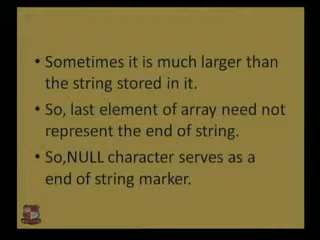 • Sometimes it is much larger than
the string stored in it.
• So, last element of array need not
represent the end of string.
• So,NULL character serves as a
end of string marker.